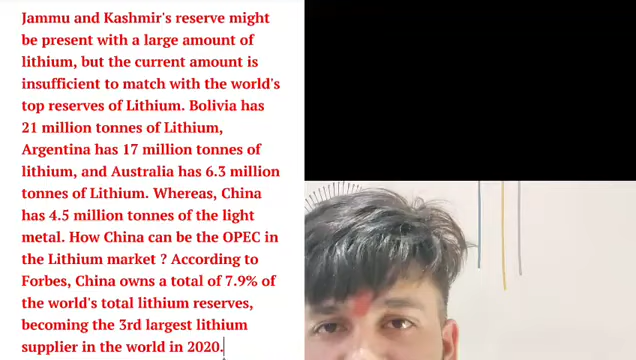 Jammu and Kashmir's reserve might
be present with a large amount of
lithium, but the current amount is
insufficient to match with the world's
top reserves of Lithium. Bolivia has
21 million tonnes of Lithium,
Argentina has 17 million tonnes of
lithium, and Australia has 6.3 million
tonnes of Lithium. Whereas, China
has 4.5 million tonnes of the light
metal. How China can be the OPEC in
the Lithium market ? According to
Forbes, China owns a total of 7.9% of
the world's total lithium reserves,
becoming the 3rd largest lithium
supplier in the world in 2020.